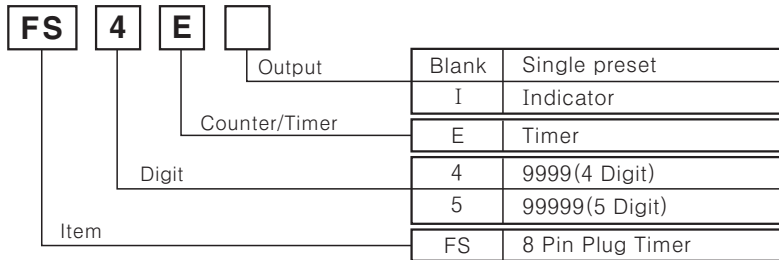 FS 4 E
Output Blank Single preset
I Indicator
Counter/Timer E Timer
Digit 4 9999(4 Digit)
5 99999(5 Digit)
Item FS 8 Pin Plug Timer